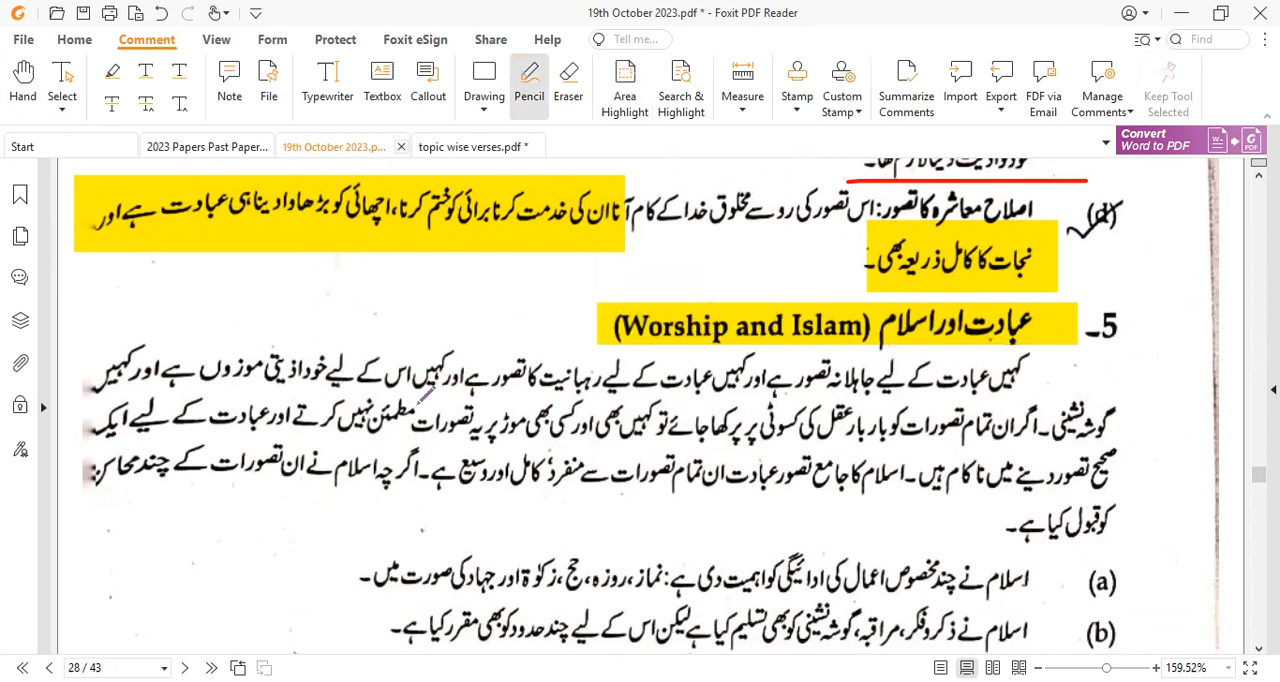 19th October 2023.pdf * - Foxit PDF Reader
File Home Comment View Form Protect Foxit eSign Share Help Tell me... Find
Hand Select Note File Typewriter Textbox Callout Drawing Pencil Eraser Area Highlight Search & Highlight Measure Stamp Custom Stamp Summarize Comments Import Export FDF via Email Manage Comments Keep Tool Selected
Start 2023 Papers Past Paper... 19th October 2023.p... topic wise verses.pdf * Convert Word to PDF
(d) اصلاح معاشرہ کا تصور: اس تصور کی رو سے مخلوق خدا کے کام آنا ان کی خدمت کرنا برائی کو ختم کرنا، اچھائی کو بڑھاوا دینا ہی عبادت ہے اور
نجات کا کامل ذریعہ بھی۔
5۔ عبادت اور اسلام (Worship and Islam)
کہیں عبادت کے لیے جاہلانہ تصور ہے اور کہیں عبادت کے لیے رہبانیت کا تصور ہے اور کہیں اس کے لیے خود اذیتی موزوں ہے اور کہیں
گوشہ نشینی۔ اگر ان تمام تصورات کو بار بار عقل کی کسوٹی پر پرکھا جائے تو کہیں بھی اور کسی بھی موڑ پر یہ تصورات مطمئن نہیں کرتے اور عبادت کے لیے ایک
صحیح تصور دینے میں ناکام ہیں۔ اسلام کا جامع تصور عبادت ان تمام تصورات سے منفرد' کامل اور وسیع ہے۔ اگرچہ اسلام نے ان تصورات کے چند محاسن:
کو قبول کیا ہے۔
(a) اسلام نے چند مخصوص اعمال کی ادائیگی کو اہمیت دی ہے: نماز، روزہ، حج، زکوٰۃ اور جہاد کی صورت میں۔
(b) اسلام نے ذکر و فکر، مراقبہ، گوشہ نشینی کو بھی تسلیم کیا ہے لیکن اس کے لیے چند حدود کو بھی مقرر کیا ہے۔
28 / 43 159.52%